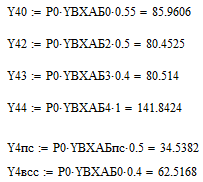 Y40 := P0·YBXAБ0·0.55 = 85.9606
Y42 := P0·YBXAБ2·0.5 = 80.4525
Y43 := P0·YBXAБ3·0.4 = 80.514
Y44 := P0·YBXAБ4·1 = 141.8424
Y4пс := P0·YBXAБпс·0.5 = 34.5382
Y4всс := P0·YBXAБ0·0.4 = 62.5168